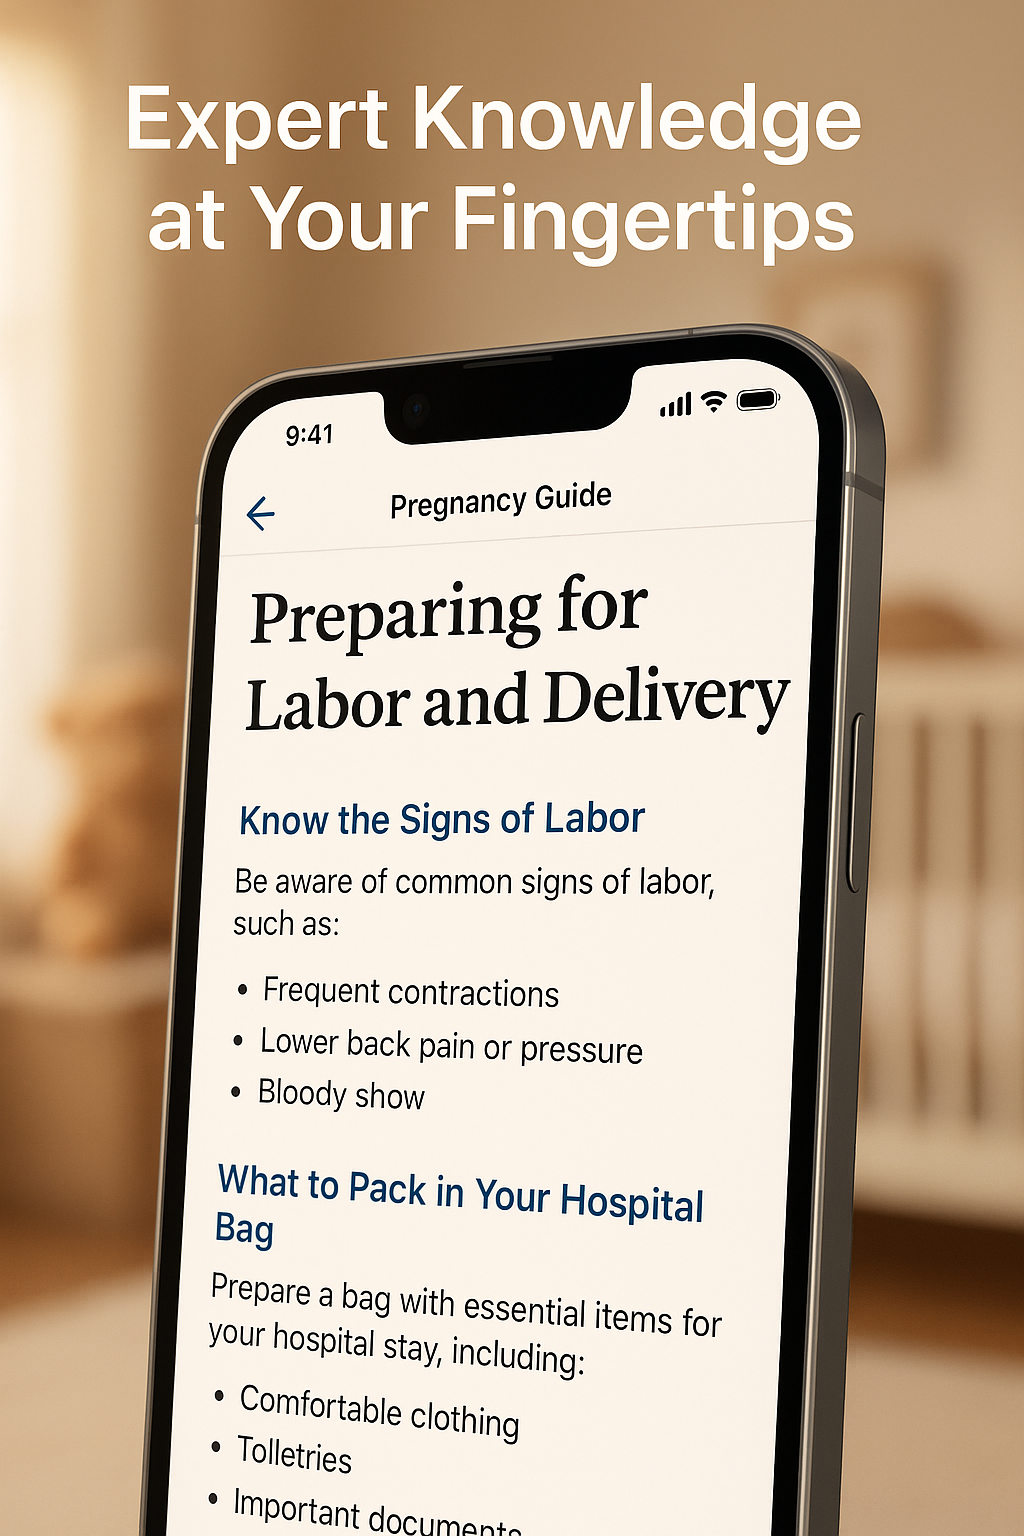 Expert Knowledge
at Your Fingertips
9:41
Pregnancy Guide
Preparing for
Labor and Delivery
Know the Signs of Labor
Be aware of common signs of labor,
such as:
• Frequent contractions
• Lower back pain or pressure
• Bloody show
What to Pack in Your Hospital
Bag
Prepare a bag with essential items for
your hospital stay, including:
• Comfortable clothing
• Tolletries
• Important documents